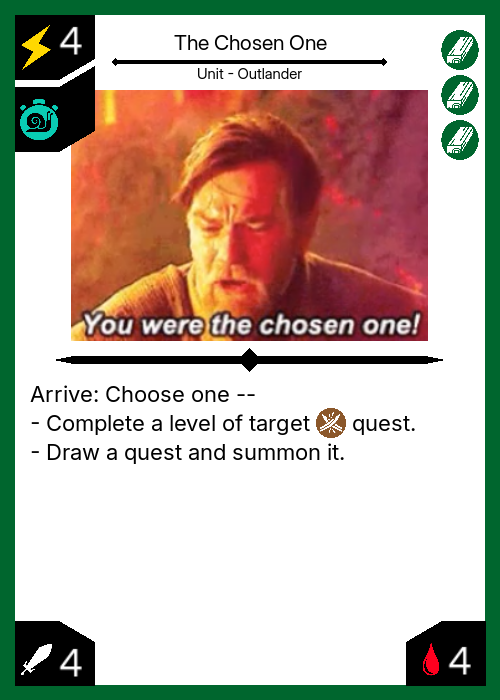 4
The Chosen One
Unit - Outlander
You were the chosen one!
Arrive: Choose one --
- Complete a level of target quest.
- Draw a quest and summon it.
4
4